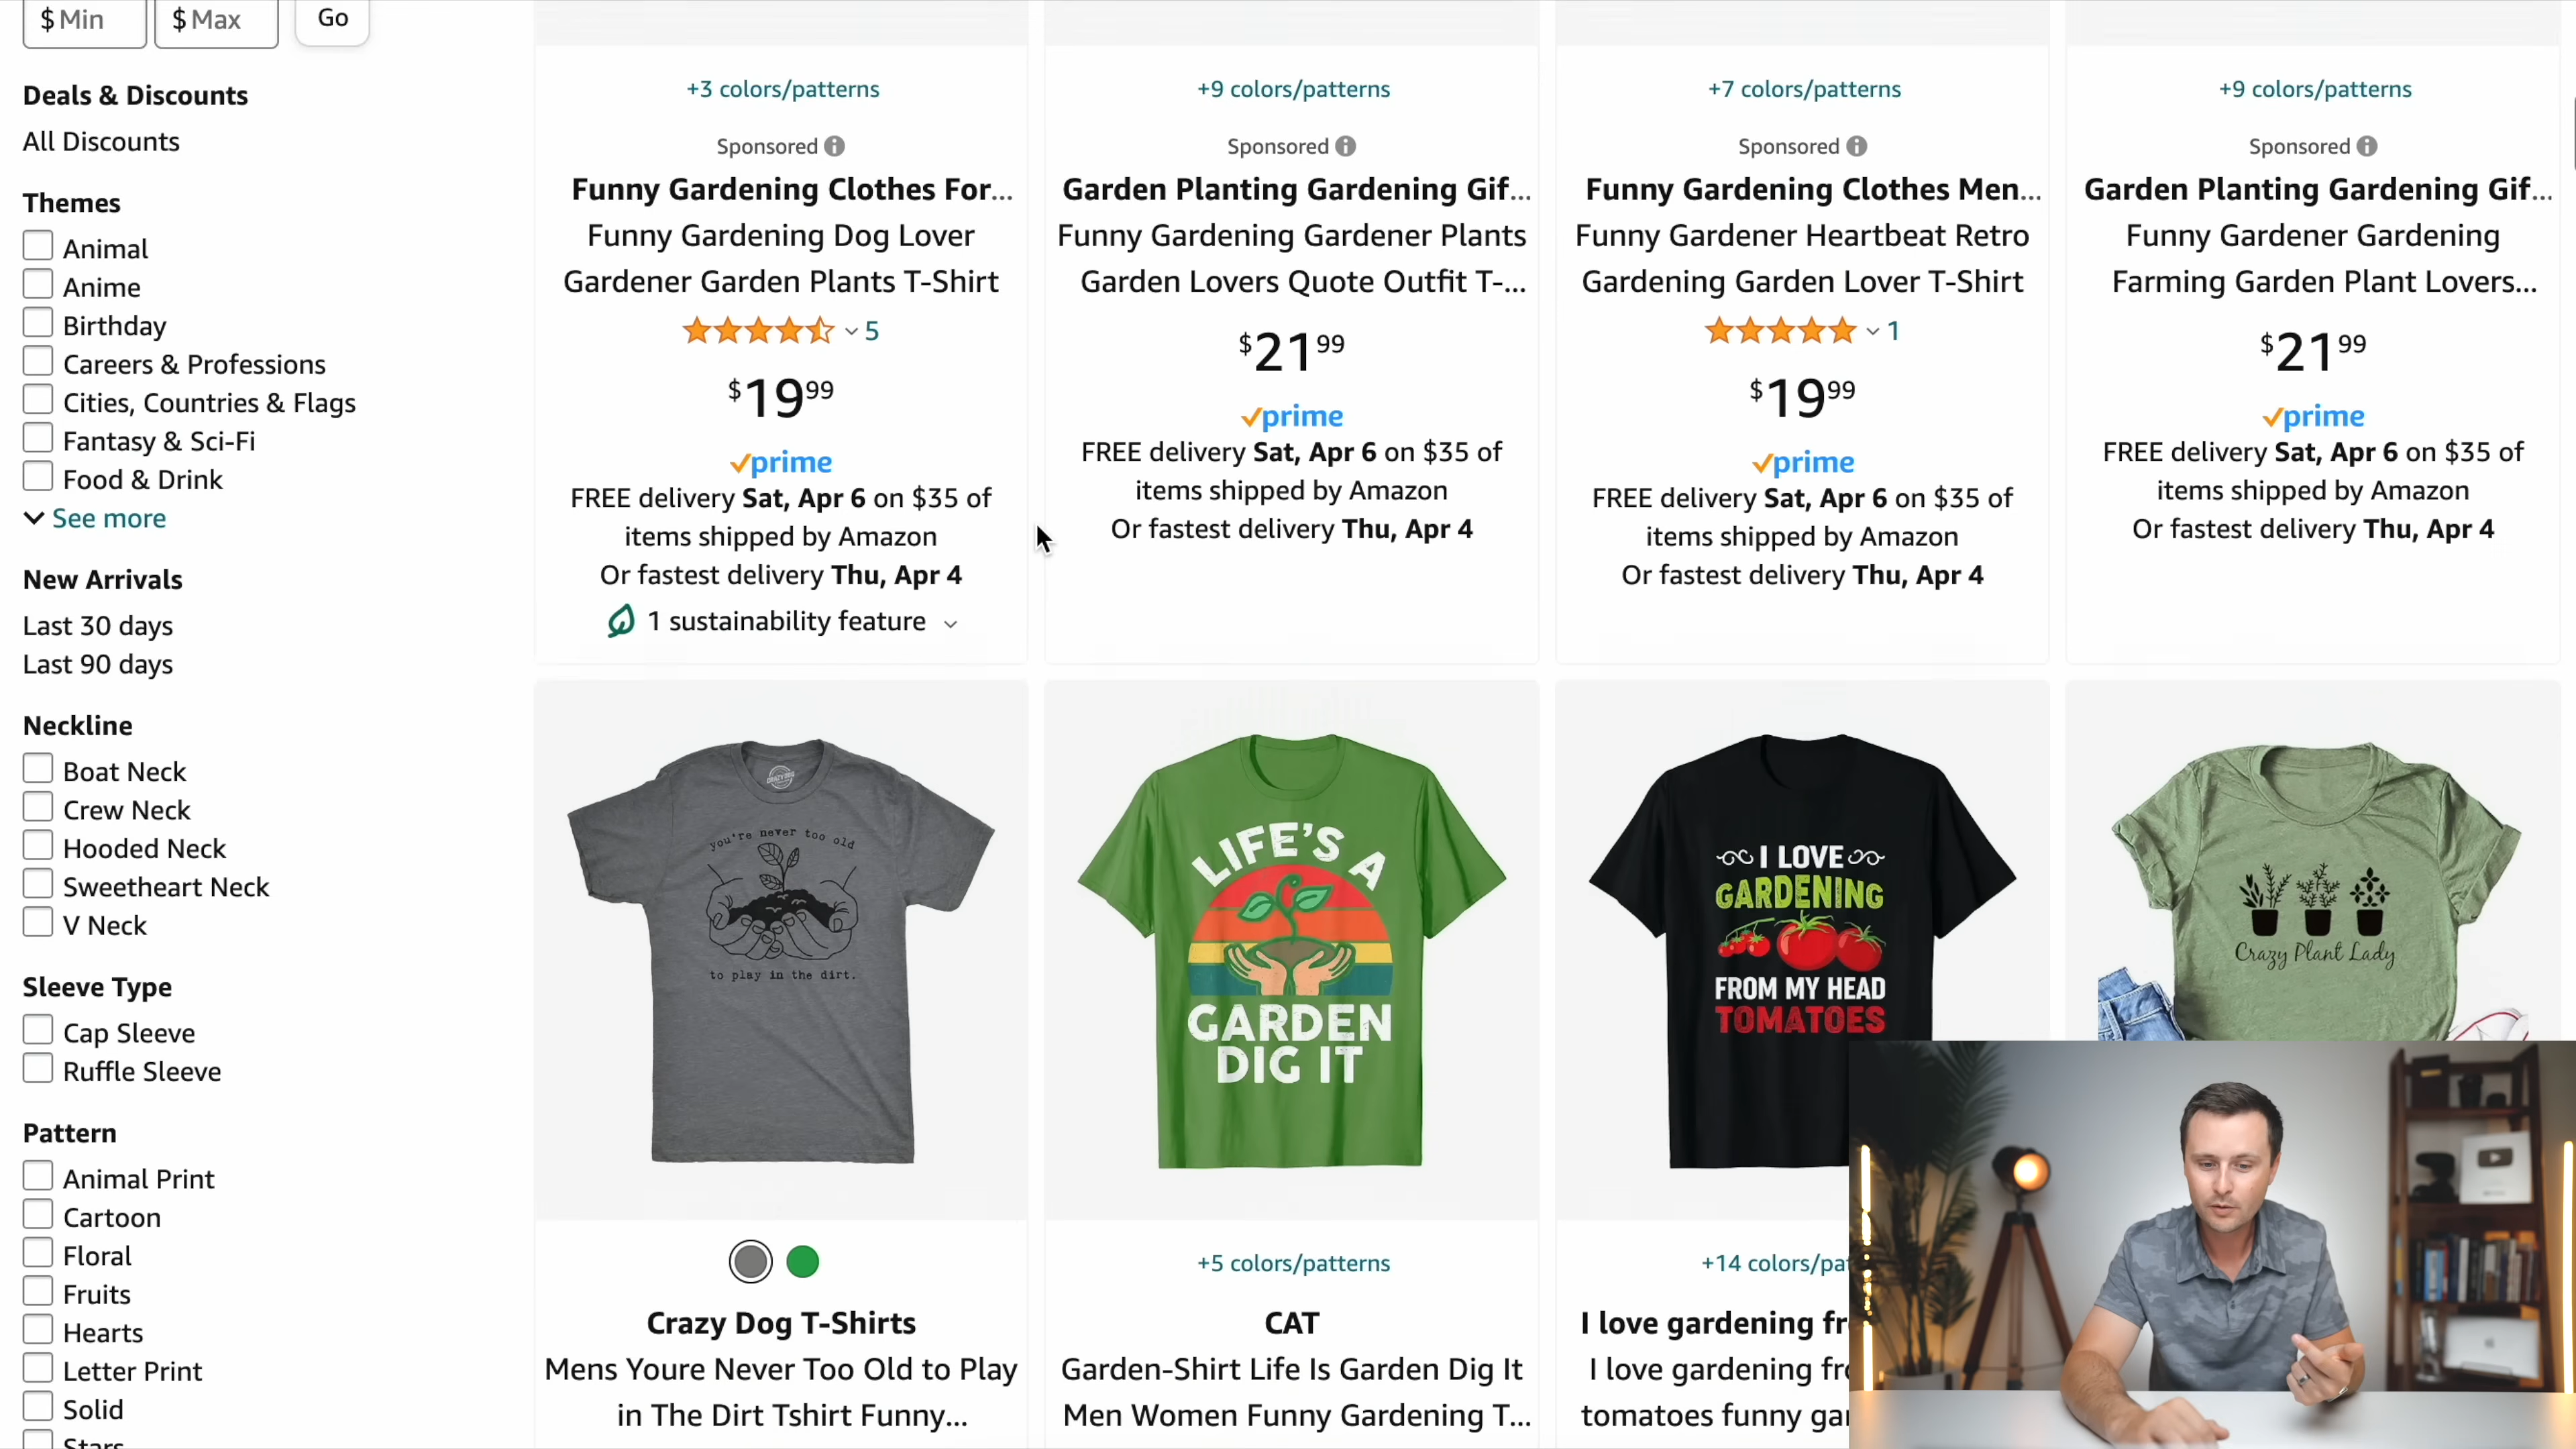 $ Min
$ Max
Go
Deals & Discounts
All Discounts
Themes
Animal
Anime
Birthday
Careers & Professions
Cities, Countries & Flags
Fantasy & Sci-Fi
Food & Drink
See more
New Arrivals
Last 30 days
Last 90 days
Neckline
Boat Neck
Crew Neck
Hooded Neck
Sweetheart Neck
V Neck
Sleeve Type
Cap Sleeve
Ruffle Sleeve
Pattern
Animal Print
Cartoon
Floral
Fruits
Hearts
Letter Print
Solid
Stars
+3 colors/patterns
Sponsored
Funny Gardening Clothes For...
Funny Gardening Dog Lover
Gardener Garden Plants T-Shirt
5
$19.99
prime
FREE delivery Sat, Apr 6 on $35 of
items shipped by Amazon
Or fastest delivery Thu, Apr 4
1 sustainability feature
+9 colors/patterns
Sponsored
Garden Planting Gardening Gif...
Funny Gardening Gardener Plants
Garden Lovers Quote Outfit T-...
$21.99
prime
FREE delivery Sat, Apr 6 on $35 of
items shipped by Amazon
Or fastest delivery Thu, Apr 4
+7 colors/patterns
Sponsored
Funny Gardening Clothes Men...
Funny Gardener Heartbeat Retro
Gardening Garden Lover T-Shirt
1
$19.99
prime
FREE delivery Sat, Apr 6 on $35 of
items shipped by Amazon
Or fastest delivery Thu, Apr 4
+9 colors/patterns
Sponsored
Garden Planting Gardening Gif...
Funny Gardener Gardening
Farming Garden Plant Lovers...
$21.99
prime
FREE delivery Sat, Apr 6 on $35 of
items shipped by Amazon
Or fastest delivery Thu, Apr 4
CRAZY DOG
you're never too old
to play in the dirt.
Crazy Dog T-Shirts
Mens Youre Never Too Old to Play
in The Dirt Tshirt Funny...
LIFE'S A
GARDEN
DIG IT
+5 colors/patterns
CAT
Garden-Shirt Life Is Garden Dig It
Men Women Funny Gardening T...
I LOVE
GARDENING
FROM MY HEAD
TOMATOES
+14 colors/pa
I love gardening fr
I love gardening fr
tomatoes funny ga
Crazy Plant Lady